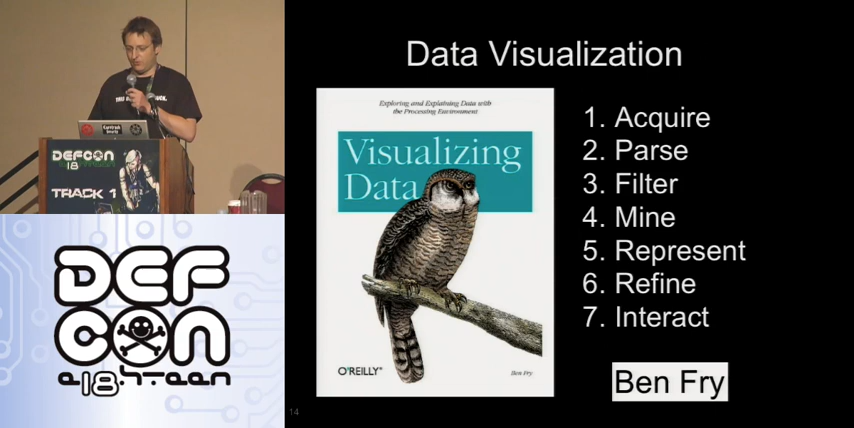 DEFCON
18
TRACK 1
DEF
CON
e18hteen
Data Visualization
Exploring and Explaining Data with
the Processing Environment
Visualizing
Data
O'REILLY®
Ben Fry
1. Acquire
2. Parse
3. Filter
4. Mine
5. Represent
6. Refine
7. Interact
Ben Fry
14